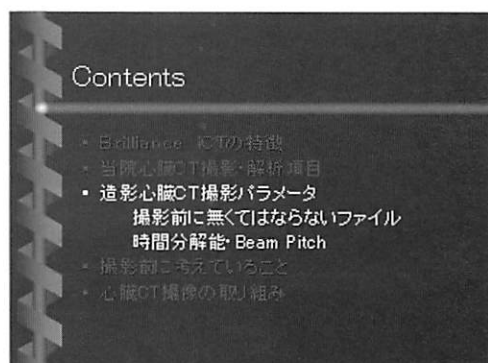 Contents
• Brilliance iCTの特徴
• 当院心臓CT撮影・解析項目
• 造影心臓CT撮影パラメータ
撮影前に無くてはならないファイル
時間分解能・Beam Pitch
• 撮影前に考えていること
• 心臓CT撮像の取り組み